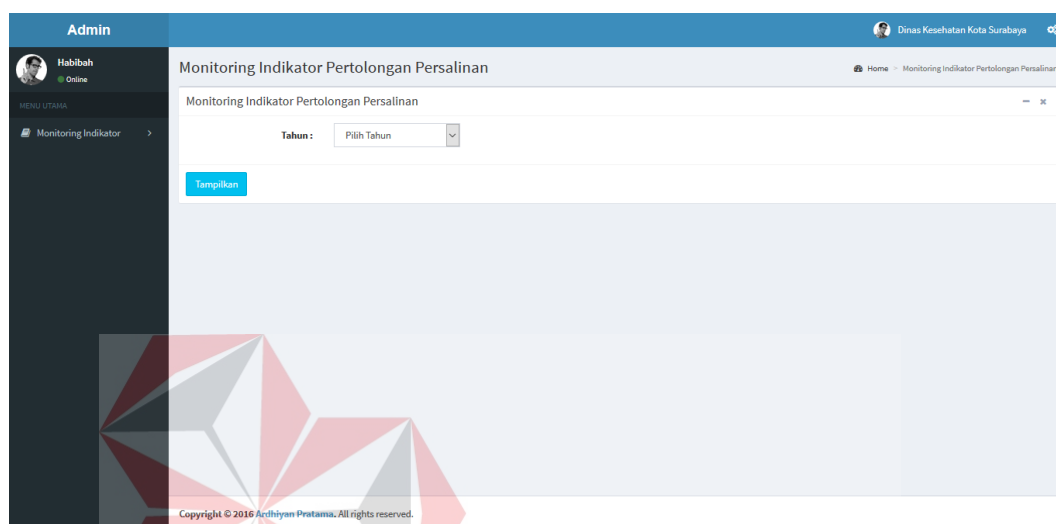 Admin
Dinas Kesehatan Kota Surabaya
Habibah
Online
MENU UTAMA
Monitoring Indikator
Monitoring Indikator Pertolongan Persalinan
Home > Monitoring Indikator Pertolongan Persalinan
Monitoring Indikator Pertolongan Persalinan
Tahun : Pilih Tahun
Tampilkan
Copyright © 2016 Ardhiyan Pratama. All rights reserved.